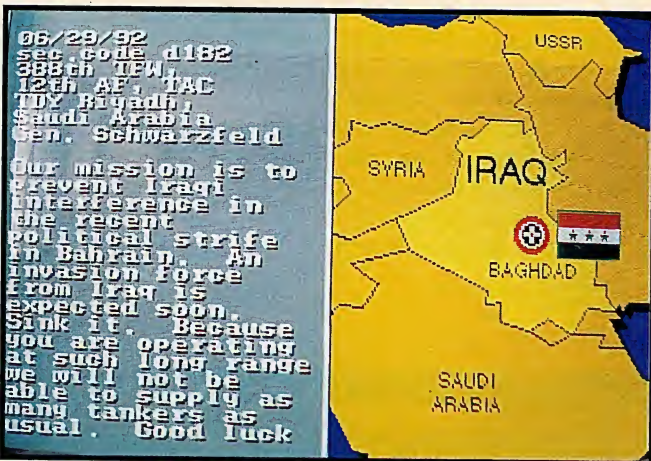 06/29/92
sec.code d182
388th TFW,
12th AF, TAC
TDY Riyadh,
Saudi Arabia
Gen. Schwarzfeld
Our mission is to
prevent Iraqi
interference in
the recent
political strife
in Bahrain. An
invasion force
from Iraq is
expected soon.
Sink it. Because
you are operating
at such long range
we will not be
able to supply as
many tankers as
usual. Good luck
USSR
SYRIA
IRAQ
BAGHDAD
SAUDI
ARABIA